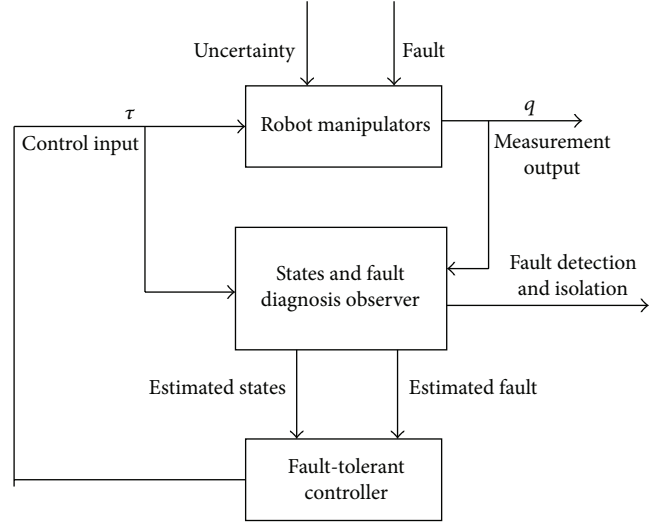 Uncertainty
Fault
τ
Control input
Robot manipulators
q
Measurement
output
States and fault
diagnosis observer
Fault detection
and isolation
Estimated states
Estimated fault
Fault-tolerant
controller